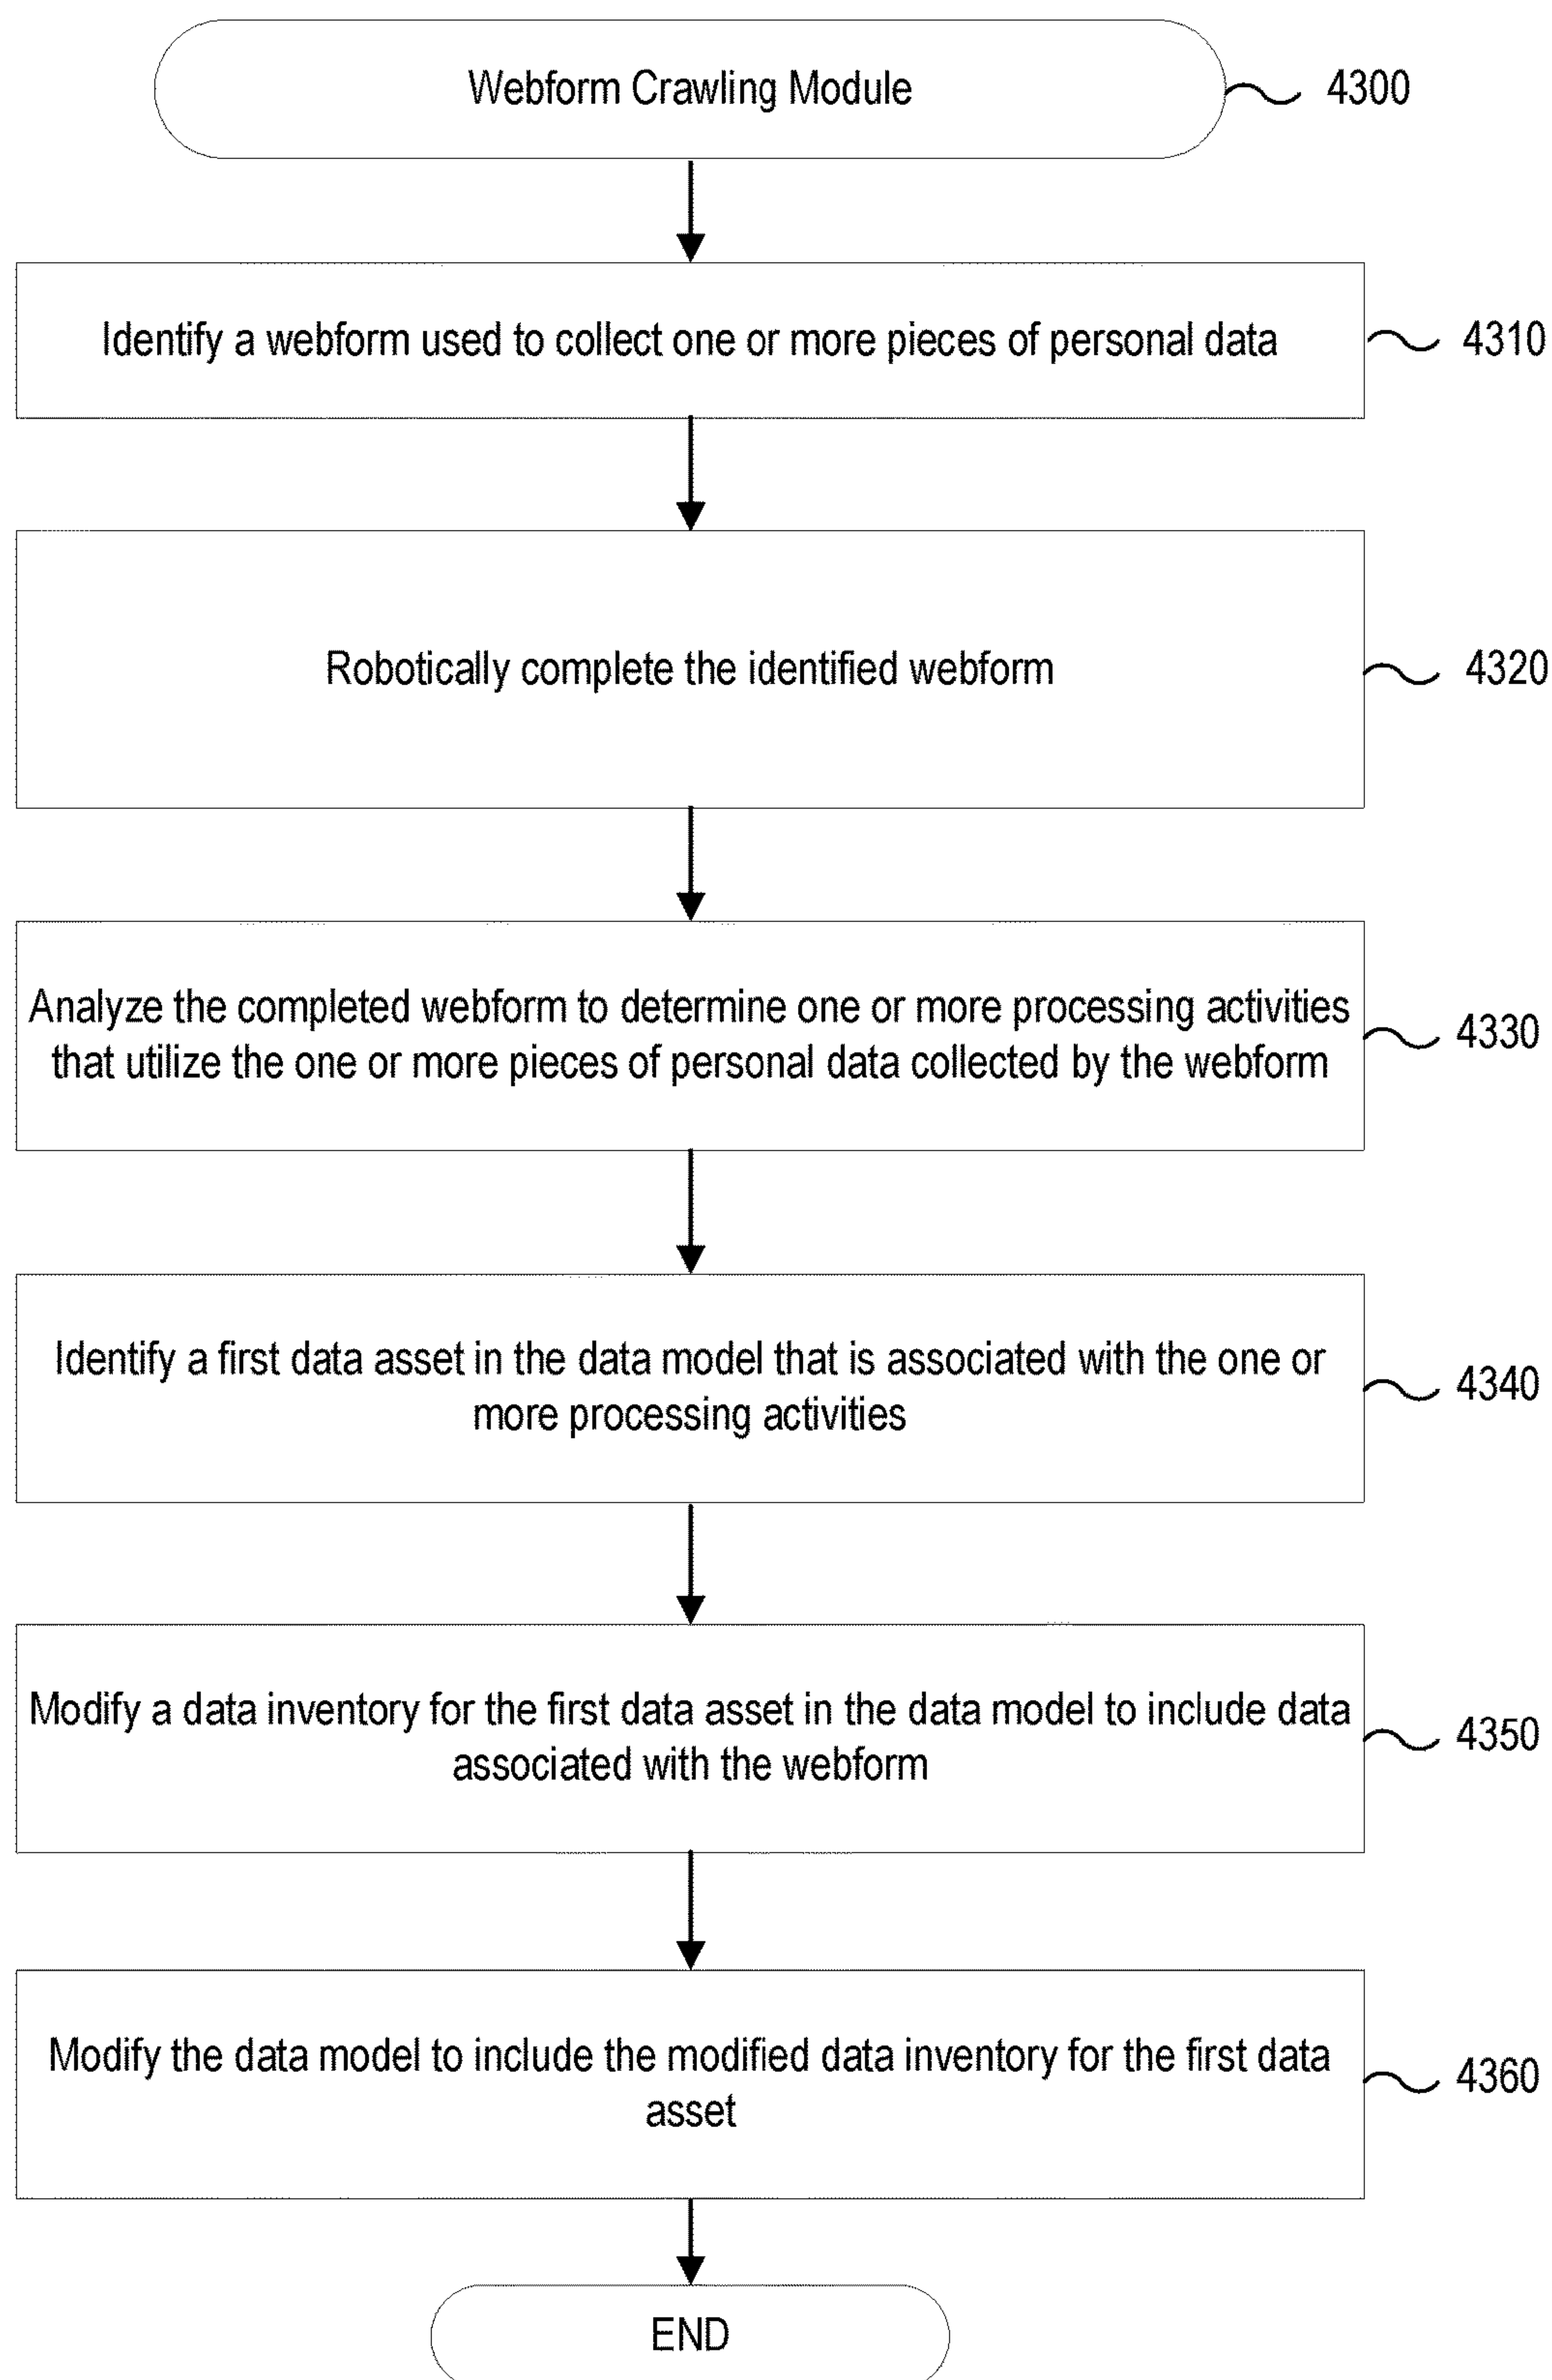 Webform Crawling Module
4300
Identify a webform used to collect one or more pieces of personal data
4310
Robotically complete the identified webform
4320
Analyze the completed webform to determine one or more processing activities
that utilize the one or more pieces of personal data collected by the webform
4330
Identify a first data asset in the data model that is associated with the one or
more processing activities
4340
Modify a data inventory for the first data asset in the data model to include data
associated with the webform
4350
Modify the data model to include the modified data inventory for the first data
asset
4360
END